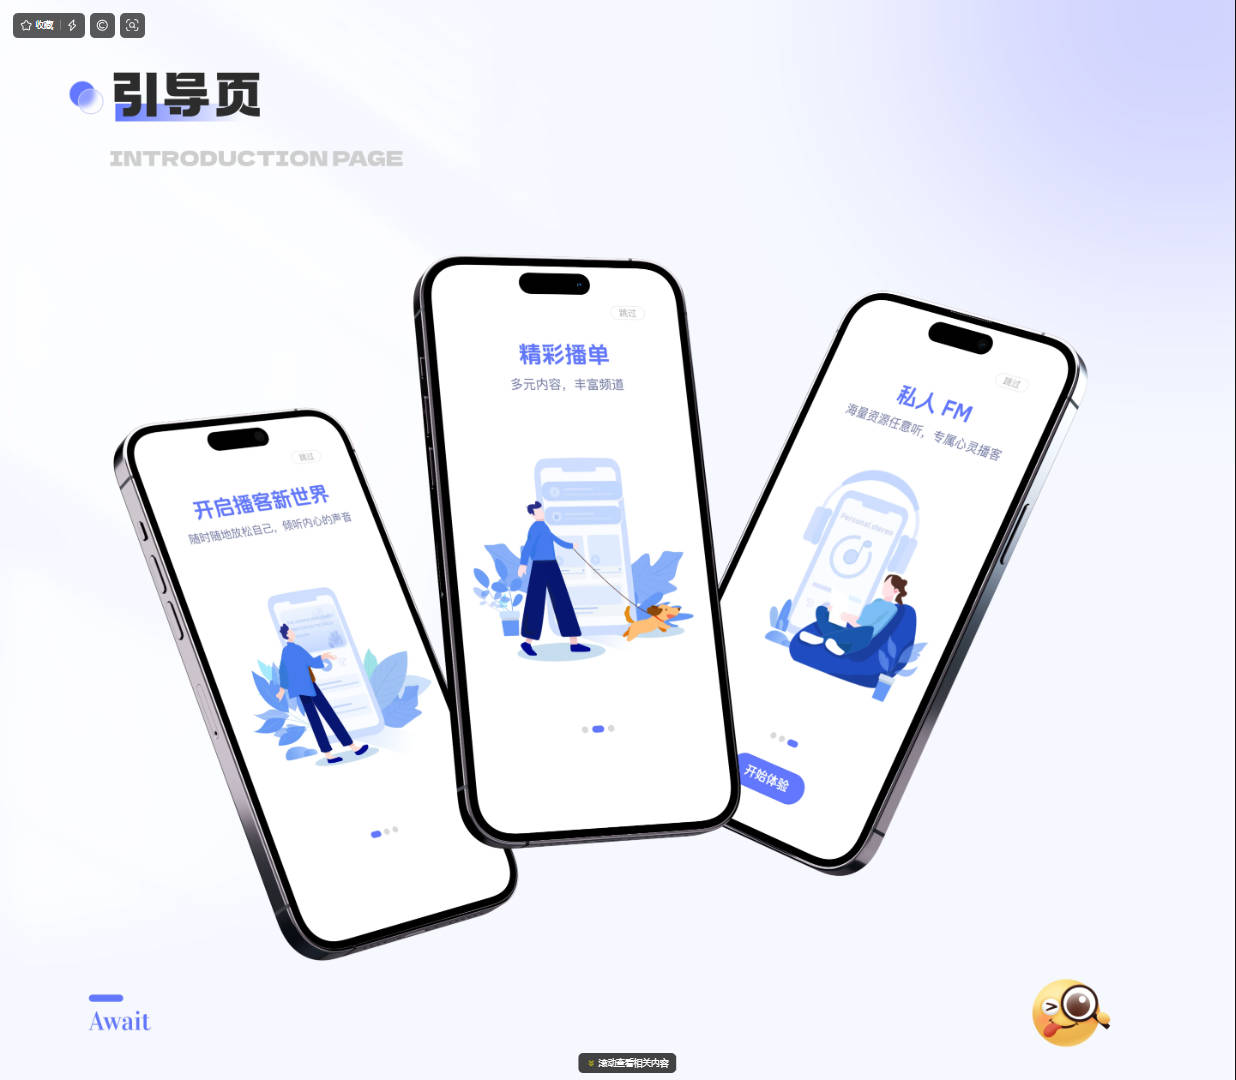 收藏
引导页
INTRODUCTION PAGE
跳过
开启播客新世界
随时随地放松自己，倾听内心的声音
跳过
精彩播单
多元内容，丰富频道
跳过
私人 FM
海量资源任意听，专属心灵播客
Personal stereo
开始体验
Await
滚动查看相关内容